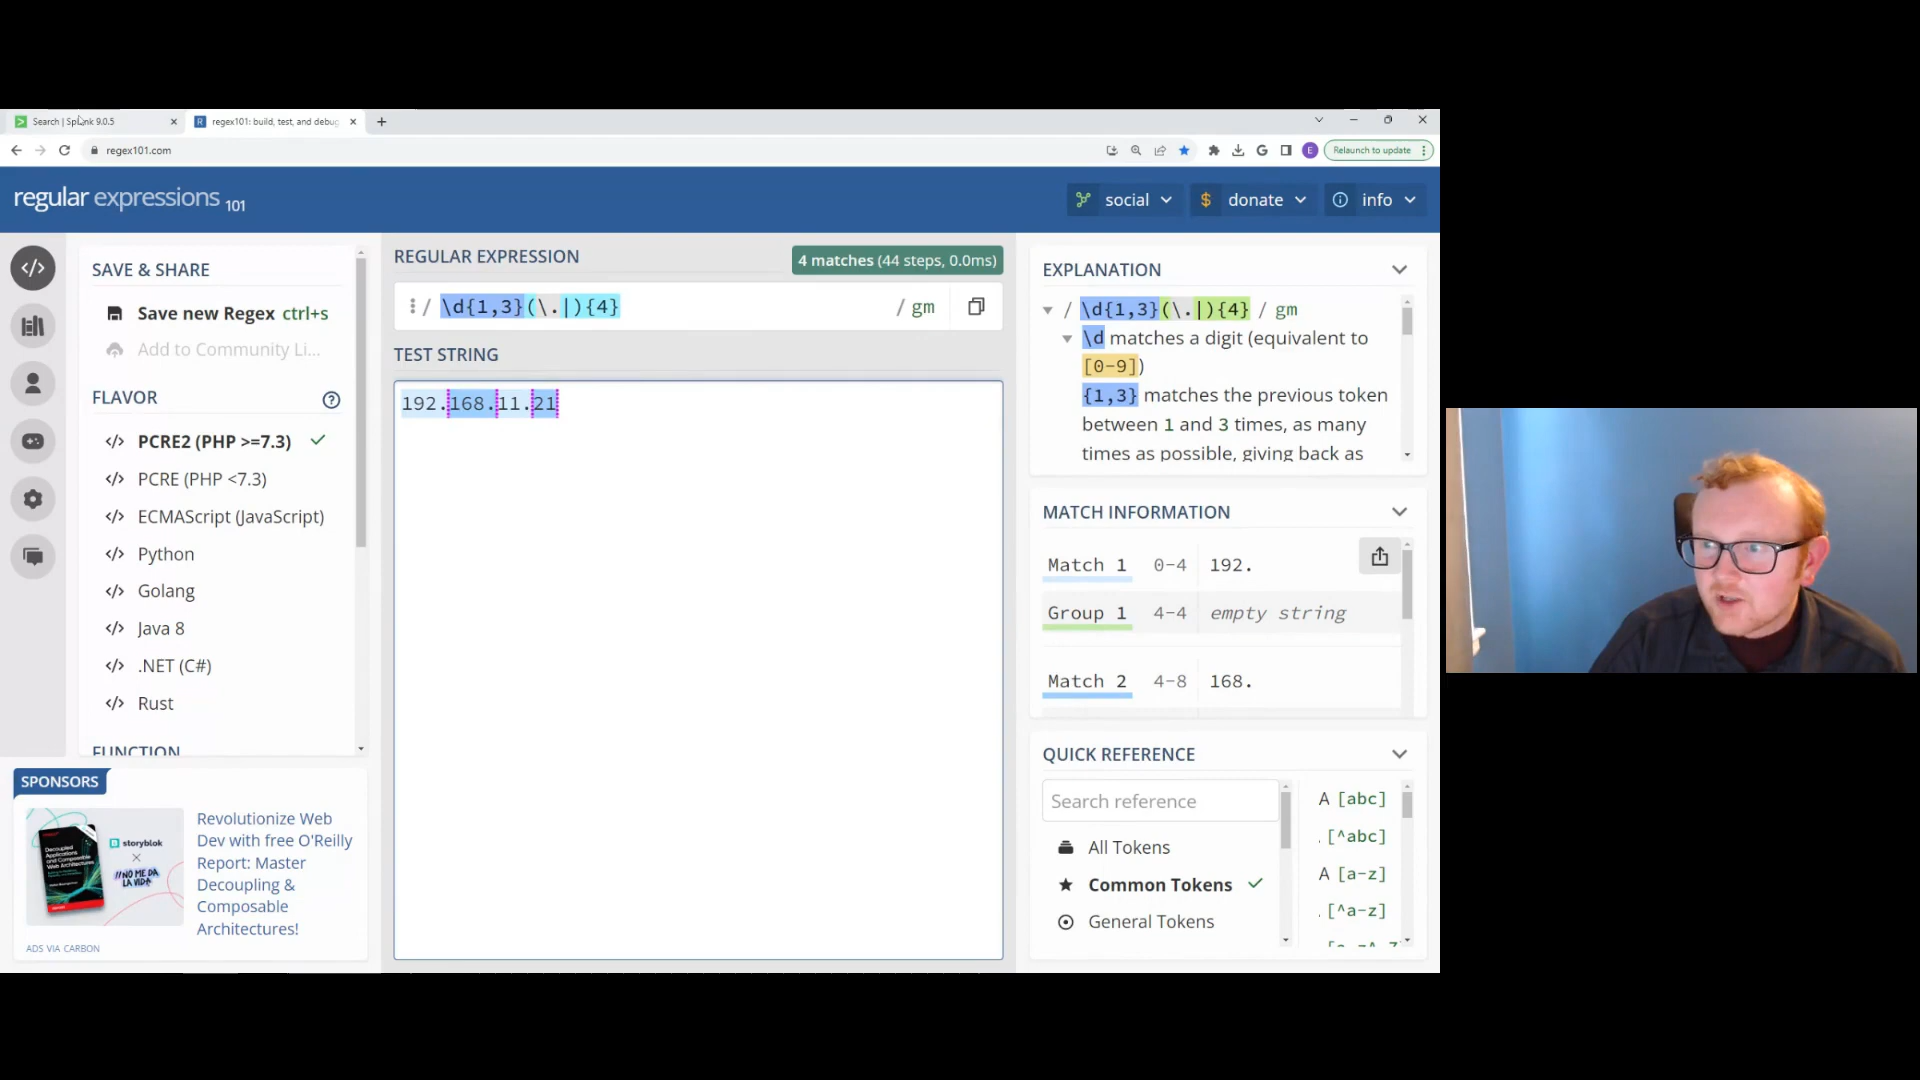 Search | Splunk 9.0.5
regex101: build, test, and debug
regex101.com
E
Relaunch to update
regular expressions 101
social
$ donate
info
SAVE & SHARE
Save new Regex ctrl+s
Add to Community Li...
FLAVOR
</> PCRE2 (PHP >=7.3)
</> PCRE (PHP <7.3)
</> ECMAScript (JavaScript)
</> Python
</> Golang
</> Java 8
</> .NET (C#)
</> Rust
FUNCTION
SPONSORS
storyblok
//NO ME DA LA VIDA
Revolutionize Web
Dev with free O'Reilly
Report: Master
Decoupling &
Composable
Architectures!
ADS VIA CARBON
REGULAR EXPRESSION
4 matches (44 steps, 0.0ms)
/ \d{1,3}(\.|){4} / gm
TEST STRING
192.168.11.21
EXPLANATION
/ \d{1,3}(\.|){4} / gm
\d matches a digit (equivalent to
[0-9])
{1,3} matches the previous token
between 1 and 3 times, as many
times as possible, giving back as
MATCH INFORMATION
Match 1 0-4 192.
Group 1 4-4 empty string
Match 2 4-8 168.
QUICK REFERENCE
Search reference
All Tokens
Common Tokens
General Tokens
A [abc]
. [^abc]
A [a-z]
. [^a-z]